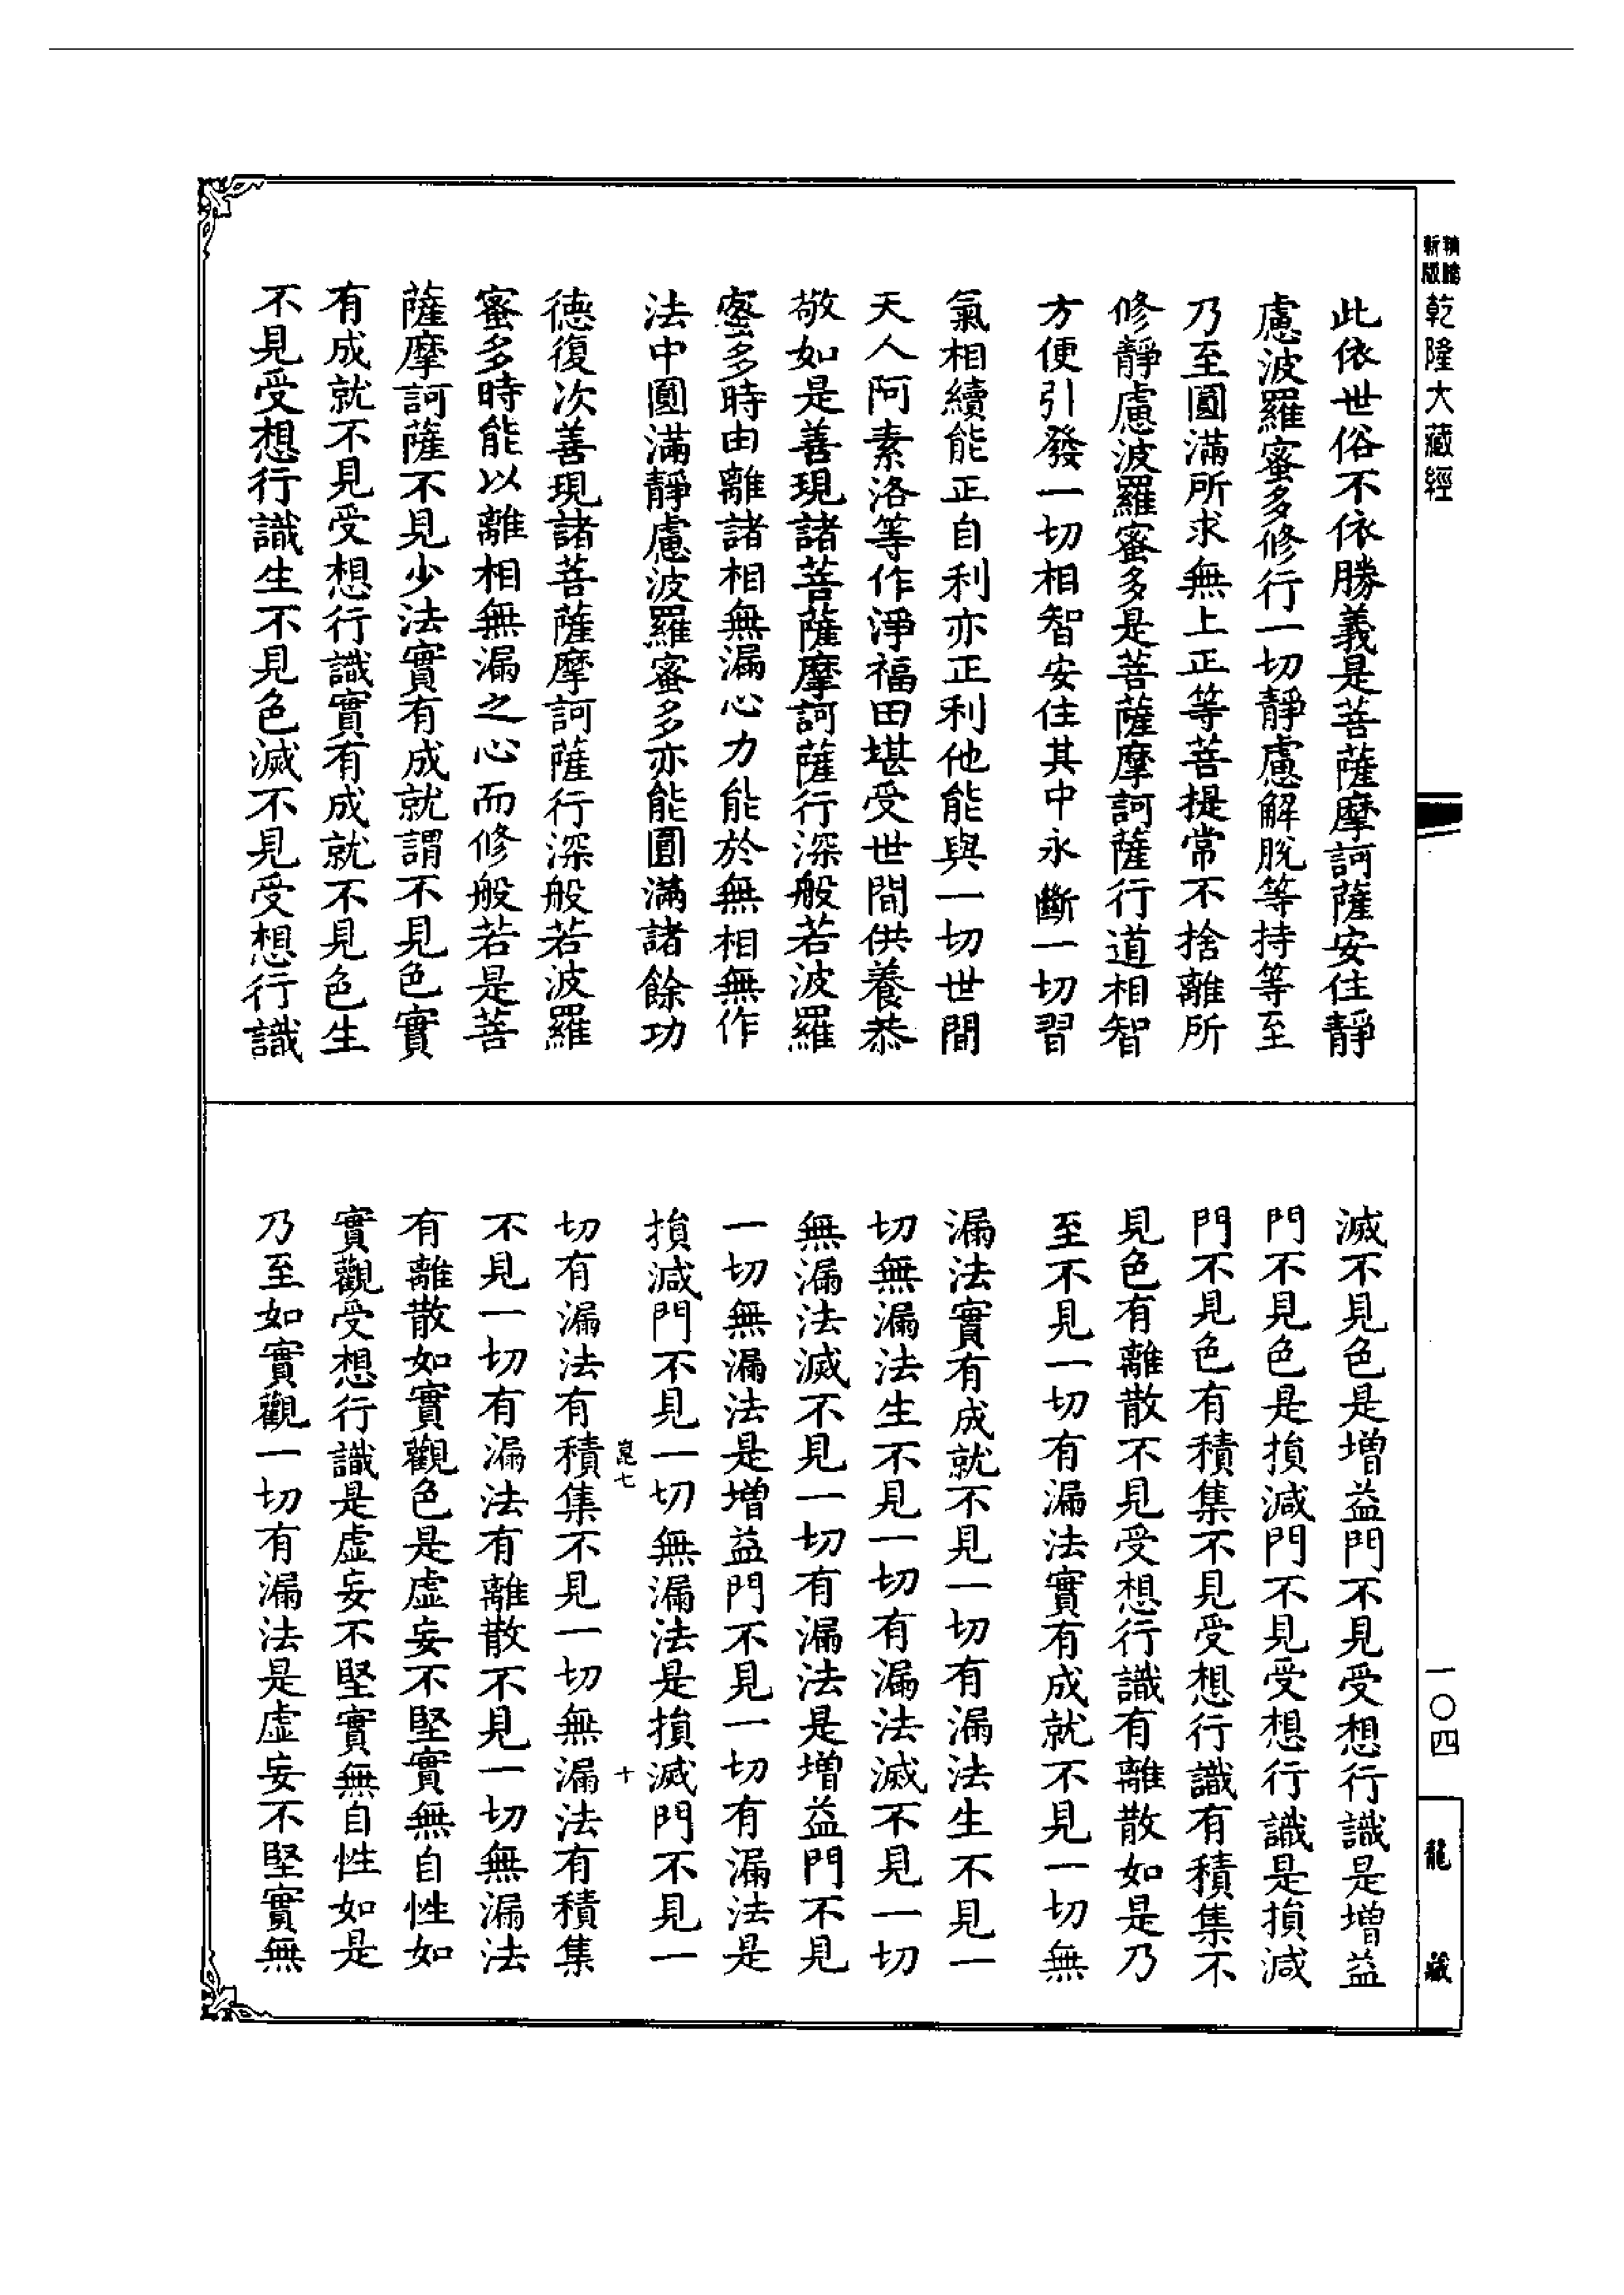 乾隆大藏經
一〇四
龍藏
此依世俗不依勝義是菩薩摩訶薩安住靜
慮波羅蜜多修行一切靜慮解脫等持等至
乃至圓滿所求無上正等菩提常不捨離所
修靜慮波羅蜜多是菩薩摩訶薩行道相智
方便引發一切相智安住其中永斷一切習
氣相續能正自利亦正利他能與一切世間
天人阿素洛等作淨福田堪受世間供養恭
敬如是善現諸菩薩摩訶薩行深般若波羅
蜜多時由離諸相無漏心力能於無相無作
法中圓滿靜慮波羅蜜多亦能圓滿諸餘功
德復次善現諸菩薩摩訶薩行深般若波羅
蜜多時能以離相無漏之心而修般若是菩
薩摩訶薩不見少法實有成就謂不見色實
有成就不見受想行識實有成就不見色生
不見受想行識生不見色滅不見受想行識
滅不見色是增益門不見受想行識是增益
門不見色是損減門不見受想行識是損減
門不見色有積集不見受想行識有積集不
見色有離散不見受想行識有離散如是乃
至不見一切有漏法實有成就不見一切無
漏法實有成就不見一切有漏法生不見一
切無漏法生不見一切有漏法滅不見一切
無漏法滅不見一切有漏法是增益門不見
一切無漏法是增益門不見一切有漏法是
損減門不見一切無漏法是損減門不見一
崑七 十
切有漏法有積集不見一切無漏法有積集
不見一切有漏法有離散不見一切無漏法
有離散如實觀色是虛妄不堅實無自性如
實觀受想行識是虛妄不堅實無自性如是
乃至如實觀一切有漏法是虛妄不堅實無